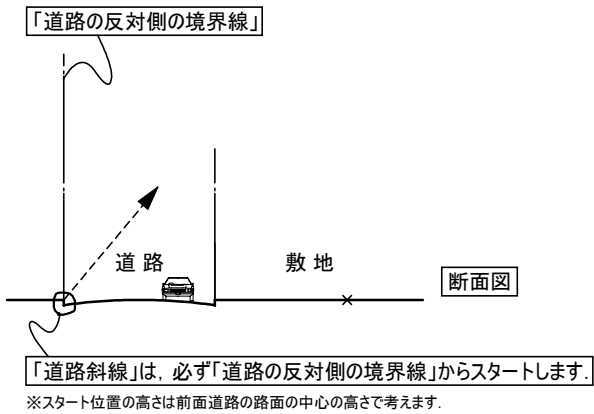 「道路の反対側の境界線」
道 路
敷 地
断面図
「道路斜線」は, 必ず「道路の反対側の境界線」からスタートします.
※スタート位置の高さは前面道路の路面の中心の高さで考えます.